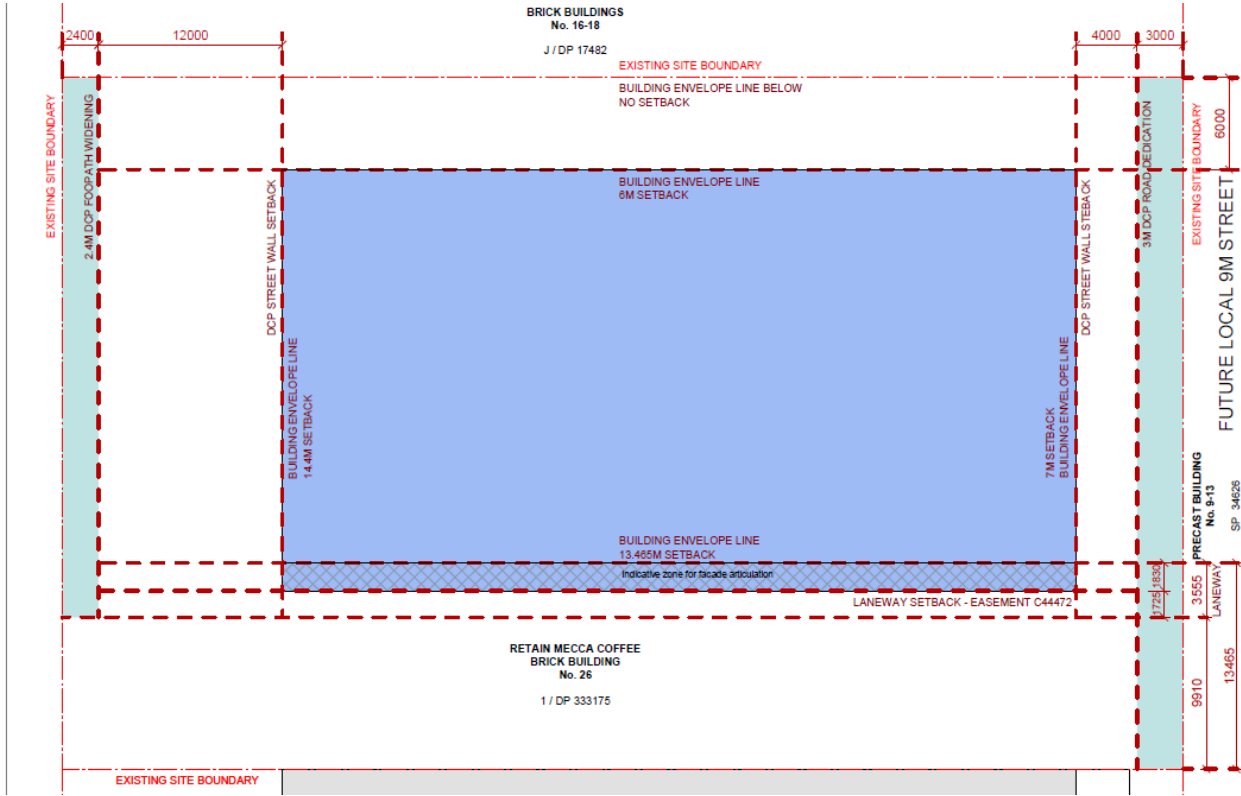 BRICK BUILDINGS
No. 16-18
J / DP 17482
2400
12000
4000
3000
EXISTING SITE BOUNDARY
BUILDING ENVELOPE LINE BELOW
NO SETBACK
EXISTING SITE BOUNDARY
2.4M DCP FOOPATH WIDENING
DCP STREET WALL SETBACK
BUILDING ENVELOPE LINE
6M SETBACK
DCP STREET WALL STEBACK
3M DCP ROAD DEDICATION
EXISTING SITE BOUNDARY
6000
FUTURE LOCAL 9M STREET
BUILDING ENVELOPE LINE
14.4M SETBACK
7M SETBACK
BUILDING ENVELOPE LINE
PRECAST BUILDING
No. 9-13
SP 34626
BUILDING ENVELOPE LINE
13.465M SETBACK
Indicative zone for facade articulation
LANEWAY SETBACK - EASEMENT C44472
1830
1725
3555
LANEWAY
13465
9910
RETAIN MECCA COFFEE
BRICK BUILDING
No. 26
1 / DP 333175
EXISTING SITE BOUNDARY